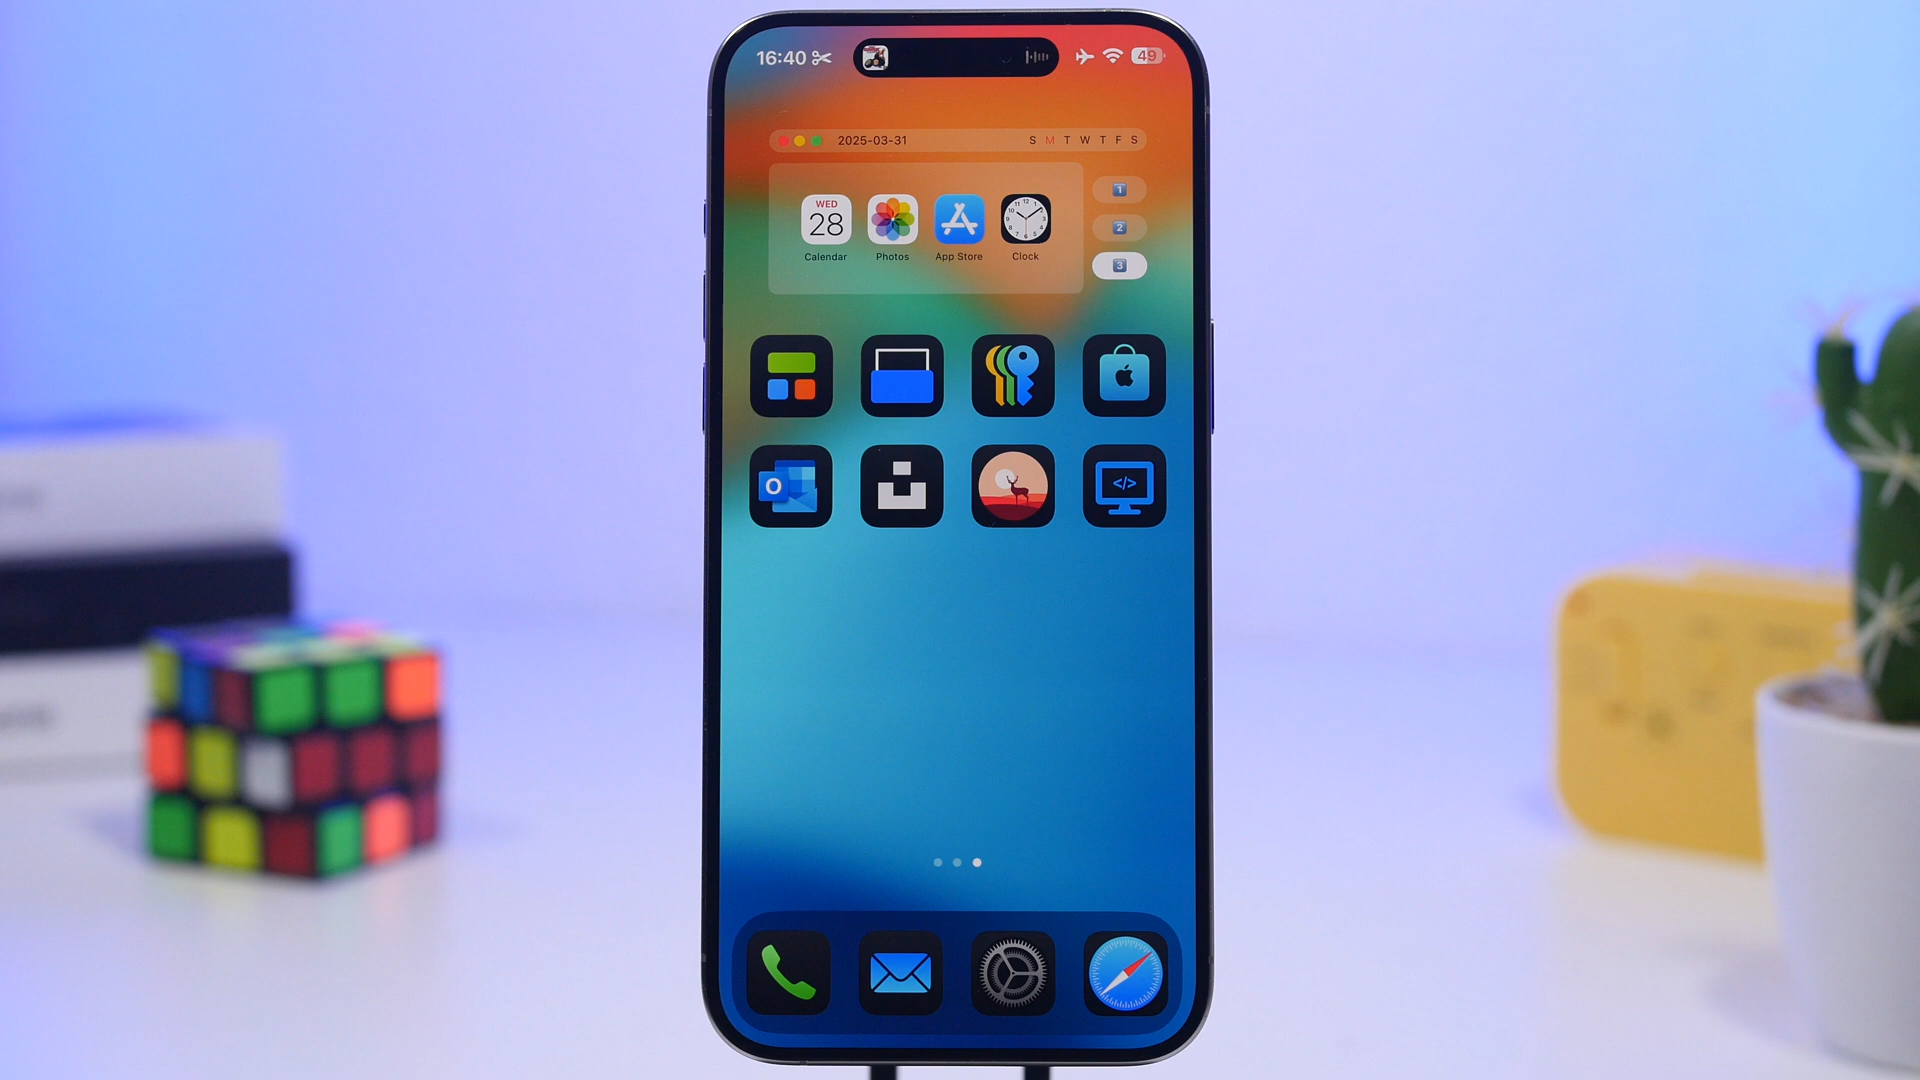 16:40 49
2025-03-31 S M T W T F S
WED
28
Calendar Photos App Store Clock
1
2
3
O
</>